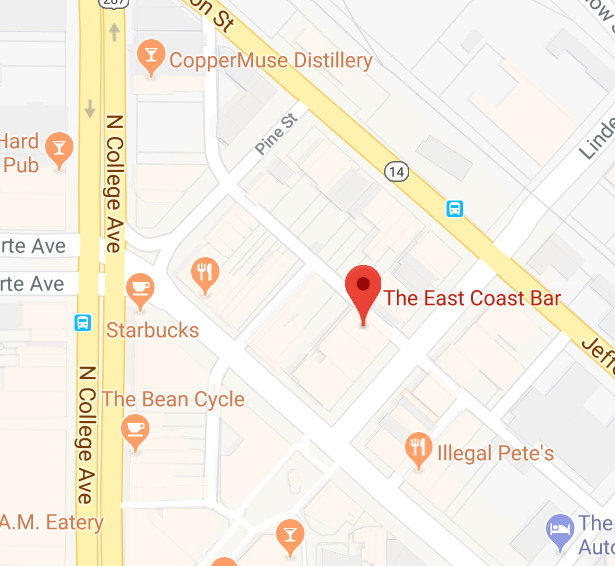 287
on St
CopperMuse Distillery
Pine St
Hard
Pub
N College Ave
14
Linde
rte Ave
rte Ave
The East Coast Bar
Starbucks
Jeffe
The Bean Cycle
N College Ave
Illegal Pete's
A.M. Eatery
The
Auto